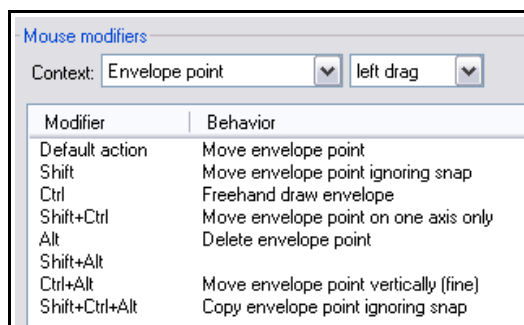 Mouse modifiers
Context: Envelope point left drag
Modifier Behavior
Default action Move envelope point
Shift Move envelope point ignoring snap
Ctrl Freehand draw envelope
Shift+Ctrl Move envelope point on one axis only
Alt Delete envelope point
Shift+Alt
Ctrl+Alt Move envelope point vertically (fine)
Shift+Ctrl+Alt Copy envelope point ignoring snap